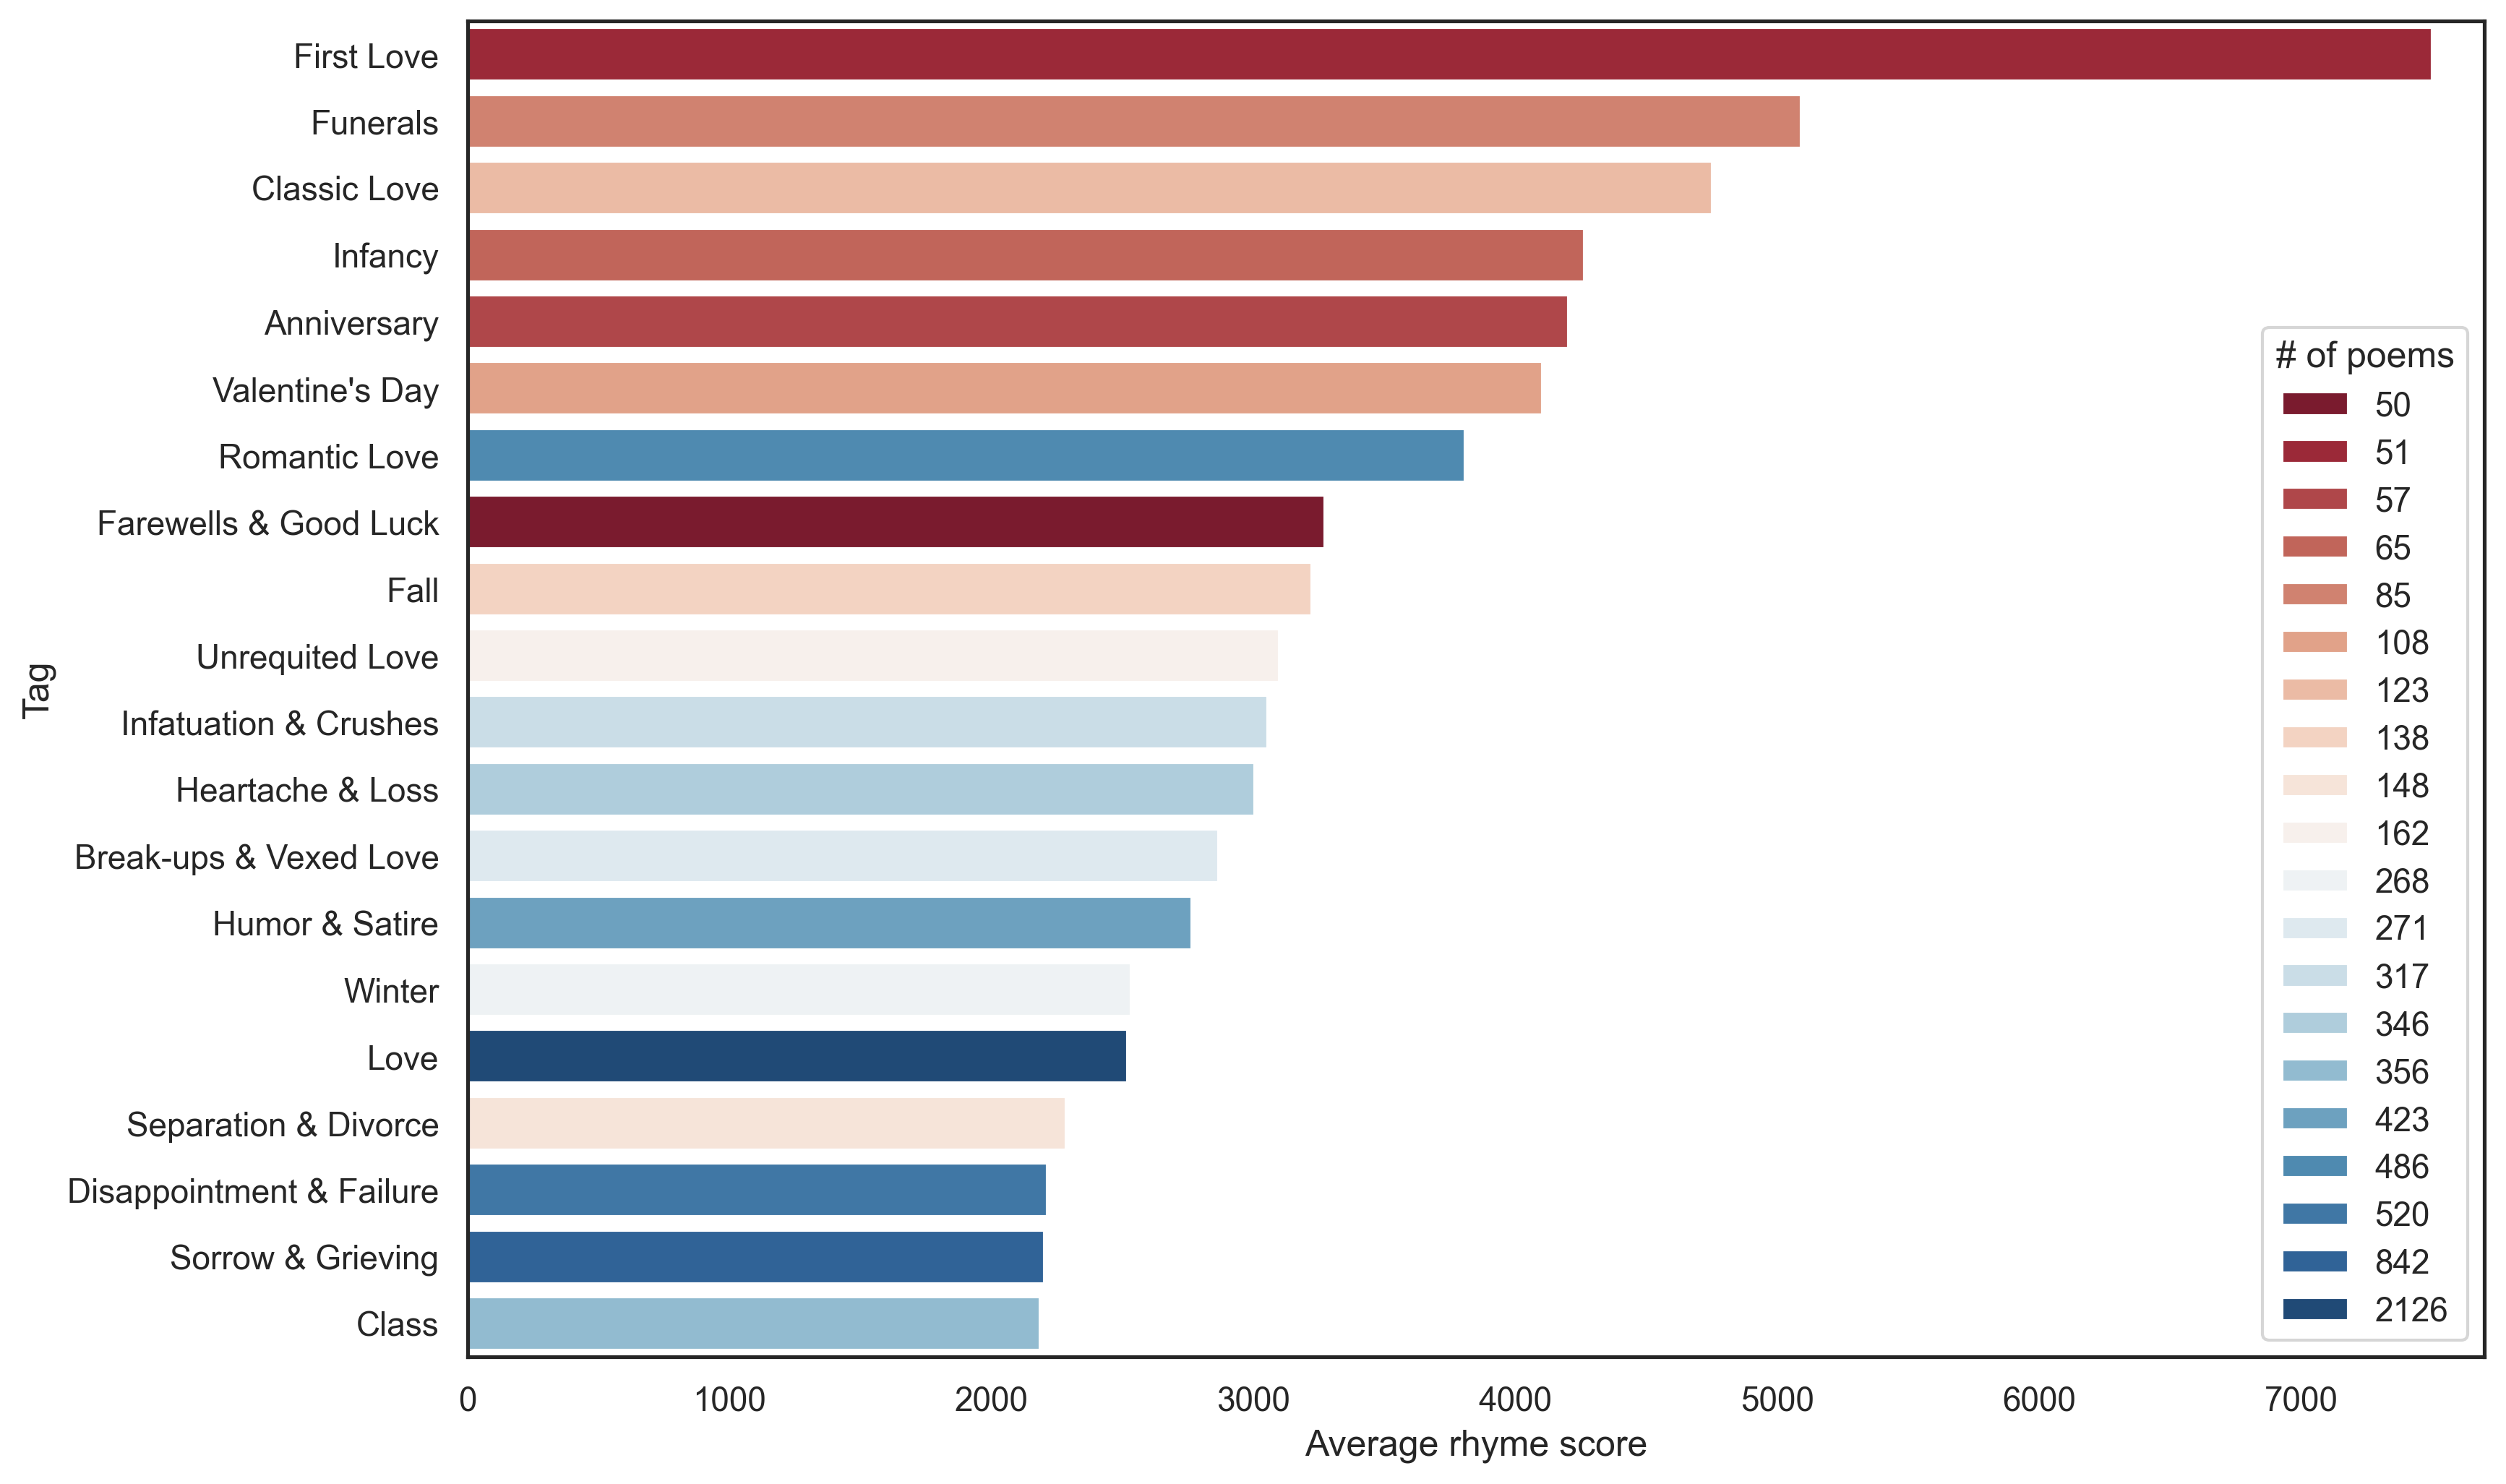 First Love
Funerals
Classic Love
Infancy
Anniversary
Valentine's Day
Romantic Love
Farewells & Good Luck
Fall
Unrequited Love
Infatuation & Crushes
Heartache & Loss
Break-ups & Vexed Love
Humor & Satire
Winter
Love
Separation & Divorce
Disappointment & Failure
Sorrow & Grieving
Class
Tag
0 1000 2000 3000 4000 5000 6000 7000
Average rhyme score
# of poems
50
51
57
65
85
108
123
138
148
162
268
271
317
346
356
423
486
520
842
2126